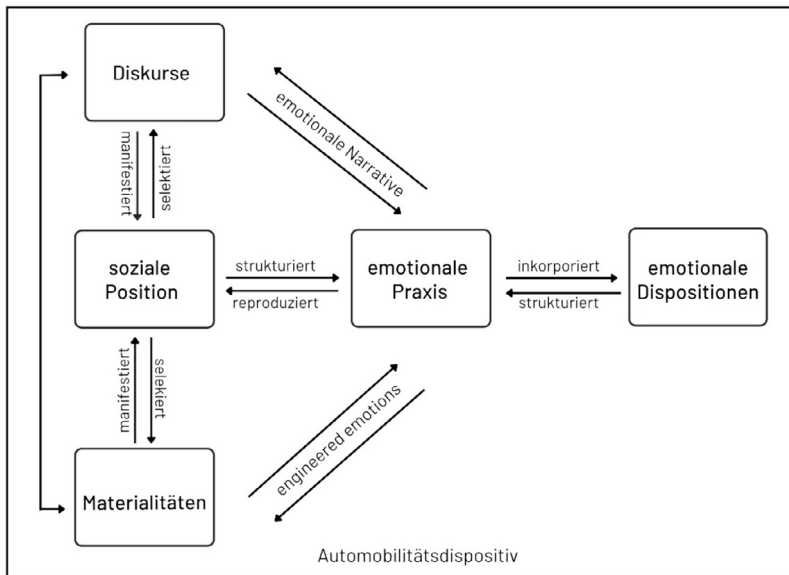 Diskurse
emotionale Narrative
manifestiert
selektiert
soziale
Position
strukturiert
reproduziert
emotionale
Praxis
inkorporiert
strukturiert
emotionale
Dispositionen
manifestiert
selekiert
engineered emotions
Materialitäten
Automobilitätsdispositiv